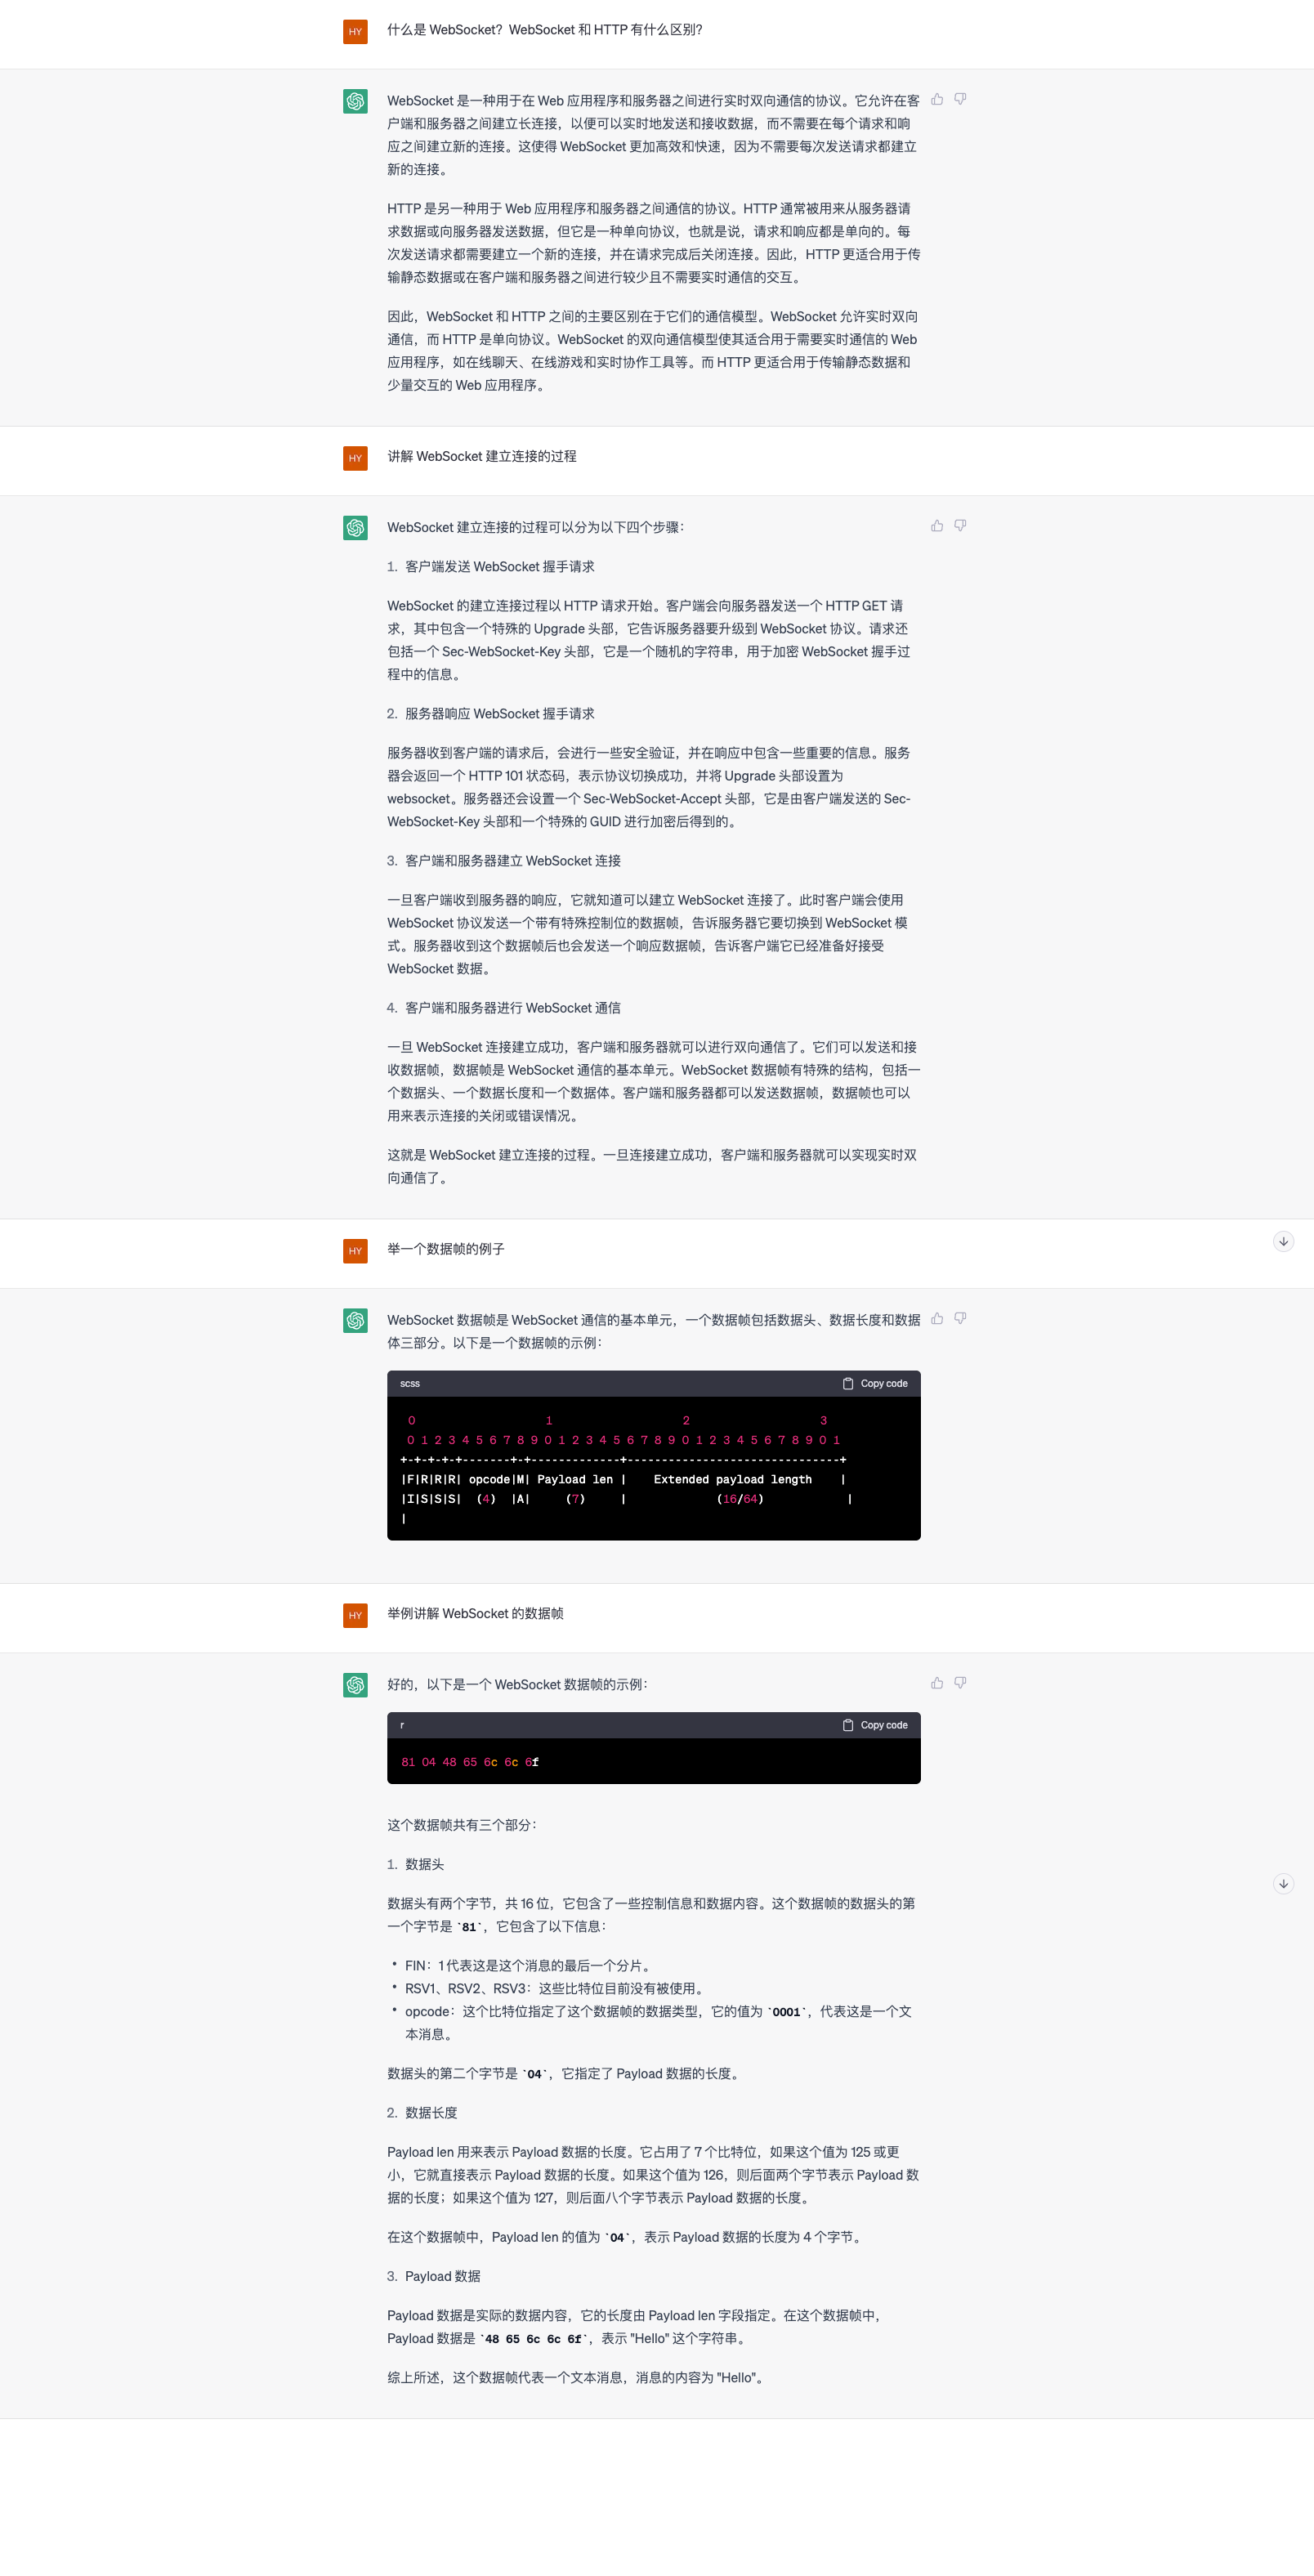 HY
什么是 WebSocket？WebSocket 和 HTTP 有什么区别？
WebSocket 是一种用于在 Web 应用程序和服务器之间进行实时双向通信的协议。它允许在客
户端和服务器之间建立长连接，以便可以实时地发送和接收数据，而不需要在每个请求和响
应之间建立新的连接。这使得 WebSocket 更加高效和快速，因为不需要每次发送请求都建立
新的连接。
HTTP 是另一种用于 Web 应用程序和服务器之间通信的协议。HTTP 通常被用来从服务器请
求数据或向服务器发送数据，但它是一种单向协议，也就是说，请求和响应都是单向的。每
次发送请求都需要建立一个新的连接，并在请求完成后关闭连接。因此，HTTP 更适合用于传
输静态数据或在客户端和服务器之间进行较少且不需要实时通信的交互。
因此，WebSocket 和 HTTP 之间的主要区别在于它们的通信模型。WebSocket 允许实时双向
通信，而 HTTP 是单向协议。WebSocket 的双向通信模型使其适合用于需要实时通信的 Web
应用程序，如在线聊天、在线游戏和实时协作工具等。而 HTTP 更适合用于传输静态数据和
少量交互的 Web 应用程序。
HY
讲解 WebSocket 建立连接的过程
WebSocket 建立连接的过程可以分为以下四个步骤：
1. 客户端发送 WebSocket 握手请求
WebSocket 的建立连接过程以 HTTP 请求开始。客户端会向服务器发送一个 HTTP GET 请
求，其中包含一个特殊的 Upgrade 头部，它告诉服务器要升级到 WebSocket 协议。请求还
包括一个 Sec-WebSocket-Key 头部，它是一个随机的字符串，用于加密 WebSocket 握手过
程中的信息。
2. 服务器响应 WebSocket 握手请求
服务器收到客户端的请求后，会进行一些安全验证，并在响应中包含一些重要的信息。服务
器会返回一个 HTTP 101 状态码，表示协议切换成功，并将 Upgrade 头部设置为
websocket。服务器还会设置一个 Sec-WebSocket-Accept 头部，它是由客户端发送的 Sec-
WebSocket-Key 头部和一个特殊的 GUID 进行加密后得到的。
3. 客户端和服务器建立 WebSocket 连接
一旦客户端收到服务器的响应，它就知道可以建立 WebSocket 连接了。此时客户端会使用
WebSocket 协议发送一个带有特殊控制位的数据帧，告诉服务器它要切换到 WebSocket 模
式。服务器收到这个数据帧后也会发送一个响应数据帧，告诉客户端它已经准备好接受
WebSocket 数据。
4. 客户端和服务器进行 WebSocket 通信
一旦 WebSocket 连接建立成功，客户端和服务器就可以进行双向通信了。它们可以发送和接
收数据帧，数据帧是 WebSocket 通信的基本单元。WebSocket 数据帧有特殊的结构，包括一
个数据头、一个数据长度和一个数据体。客户端和服务器都可以发送数据帧，数据帧也可以
用来表示连接的关闭或错误情况。
这就是 WebSocket 建立连接的过程。一旦连接建立成功，客户端和服务器就可以实现实时双
向通信了。
HY
举一个数据帧的例子
WebSocket 数据帧是 WebSocket 通信的基本单元，一个数据帧包括数据头、数据长度和数据
体三部分。以下是一个数据帧的示例：
scss Copy code
 0                   1                   2                   3
 0 1 2 3 4 5 6 7 8 9 0 1 2 3 4 5 6 7 8 9 0 1 2 3 4 5 6 7 8 9 0 1
+-+-+-+-+-------+-+-------------+-------------------------------+
|F|R|R|R| opcode|M| Payload len |    Extended payload length    |
|I|S|S|S|  (4)  |A|     (7)     |             (16/64)            |
|
HY
举例讲解 WebSocket 的数据帧
好的，以下是一个 WebSocket 数据帧的示例：
r Copy code
81 04 48 65 6c 6c 6f
这个数据帧共有三个部分：
1. 数据头
数据头有两个字节，共 16 位，它包含了一些控制信息和数据内容。这个数据帧的数据头的第
一个字节是 `81`，它包含了以下信息：
• FIN：1 代表这是这个消息的最后一个分片。
• RSV1、RSV2、RSV3：这些比特位目前没有被使用。
• opcode：这个比特位指定了这个数据帧的数据类型，它的值为 `0001`，代表这是一个文
本消息。
数据头的第二个字节是 `04`，它指定了 Payload 数据的长度。
2. 数据长度
Payload len 用来表示 Payload 数据的长度。它占用了 7 个比特位，如果这个值为 125 或更
小，它就直接表示 Payload 数据的长度。如果这个值为 126，则后面两个字节表示 Payload 数
据的长度；如果这个值为 127，则后面八个字节表示 Payload 数据的长度。
在这个数据帧中，Payload len 的值为 `04`，表示 Payload 数据的长度为 4 个字节。
3. Payload 数据
Payload 数据是实际的数据内容，它的长度由 Payload len 字段指定。在这个数据帧中，
Payload 数据是 `48 65 6c 6c 6f`，表示 "Hello" 这个字符串。
综上所述，这个数据帧代表一个文本消息，消息的内容为 "Hello"。